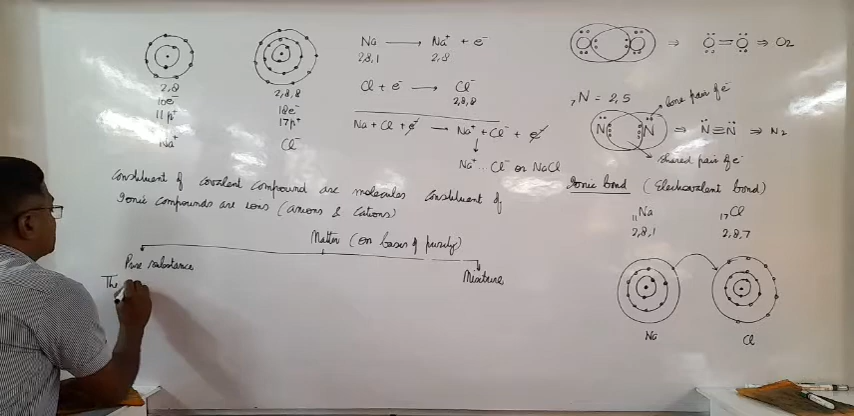 2,8
10e⁻
11p⁺
Na⁺
2,8,8
18e⁻
17p⁺
Cl⁻
Na ⟶ Na⁺ + e⁻
2,8,1 2,8
Cl + e⁻ ⟶ Cl⁻
2,8,8
Na + Cl + e⁻ ⟶ Na⁺ + Cl⁻ + e⁻
Na⁺ .. Cl⁻ or NaCl
O O ⇒ O=O ⇒ O2
₇N = 2,5
lone pair of e⁻
N N ⇒ N≡N ⇒ N2
shared pair of e⁻
Constituent of covalent compound are molecules constituent of
Ionic compounds are ions (anions & cations)
Ionic bond (Electrovalent bond)
₁₁Na ₁₇Cl
2,8,1 2,8,7
Na Cl
Matter (on basis of purity)
Pure substance Mixture
The